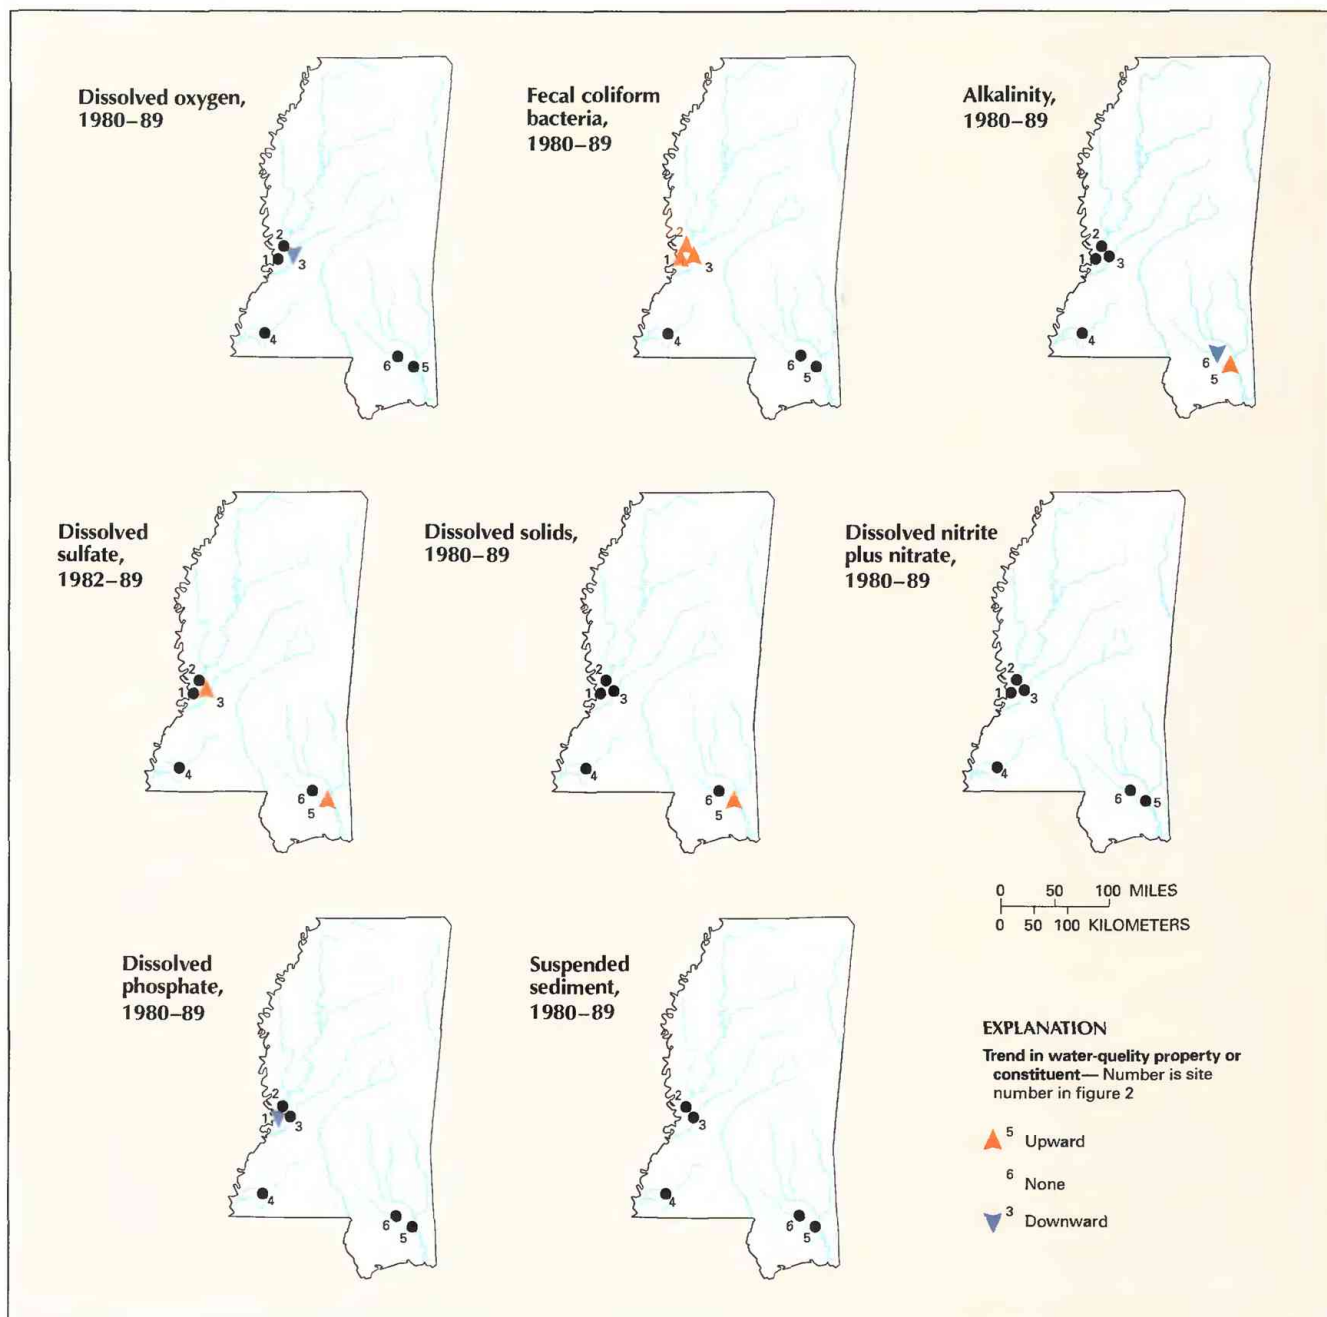 Dissolved oxygen,
1980–89
2
1
3
4
6
5
Fecal coliform
bacteria,
1980–89
2
1
3
4
6
5
Alkalinity,
1980–89
2
1
3
4
6
5
Dissolved
sulfate,
1982–89
2
1
3
4
6
5
Dissolved solids,
1980–89
2
1
3
4
6
5
Dissolved nitrite
plus nitrate,
1980–89
2
1
3
4
6
5
0 50 100 MILES
0 50 100 KILOMETERS
Dissolved
phosphate,
1980–89
2
1
3
4
6
5
Suspended
sediment,
1980–89
2
3
4
6
5
EXPLANATION
Trend in water-quelity property or
constituent— Number is site
number in figure 2
5 Upward
6 None
3 Downward